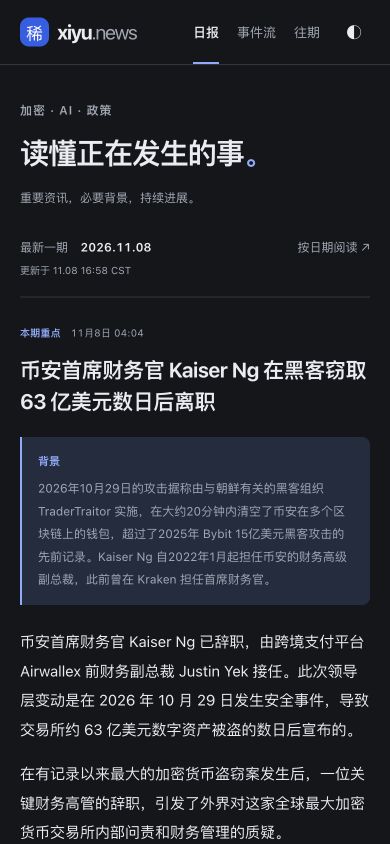 稀 xiyu.news 日报 事件流 往期
加密 · AI · 政策
读懂正在发生的事。
重要资讯，必要背景，持续进展。
最新一期 2026.11.08 按日期阅读 ↗
更新于 11.08 16:58 CST
本期重点 11月8日 04:04
币安首席财务官 Kaiser Ng 在黑客窃取
63 亿美元数日后离职
背景
2026年10月29日的攻击据称由与朝鲜有关的黑客组织
TraderTraitor 实施，在大约20分钟内清空了币安在多个区
块链上的钱包，超过了2025年 Bybit 15亿美元黑客攻击的
先前记录。Kaiser Ng 自2022年1月起担任币安的财务高级
副总裁，此前曾在 Kraken 担任首席财务官。
币安首席财务官 Kaiser Ng 已辞职，由跨境支付平台
Airwallex 前财务副总裁 Justin Yek 接任。此次领导
层变动是在 2026 年 10 月 29 日发生安全事件，导致
交易所约 63 亿美元数字资产被盗的数日后宣布的。
在有记录以来最大的加密货币盗窃案发生后，一位关
键财务高管的辞职，引发了外界对这家全球最大加密
货币交易所内部问责和财务管理的质疑。